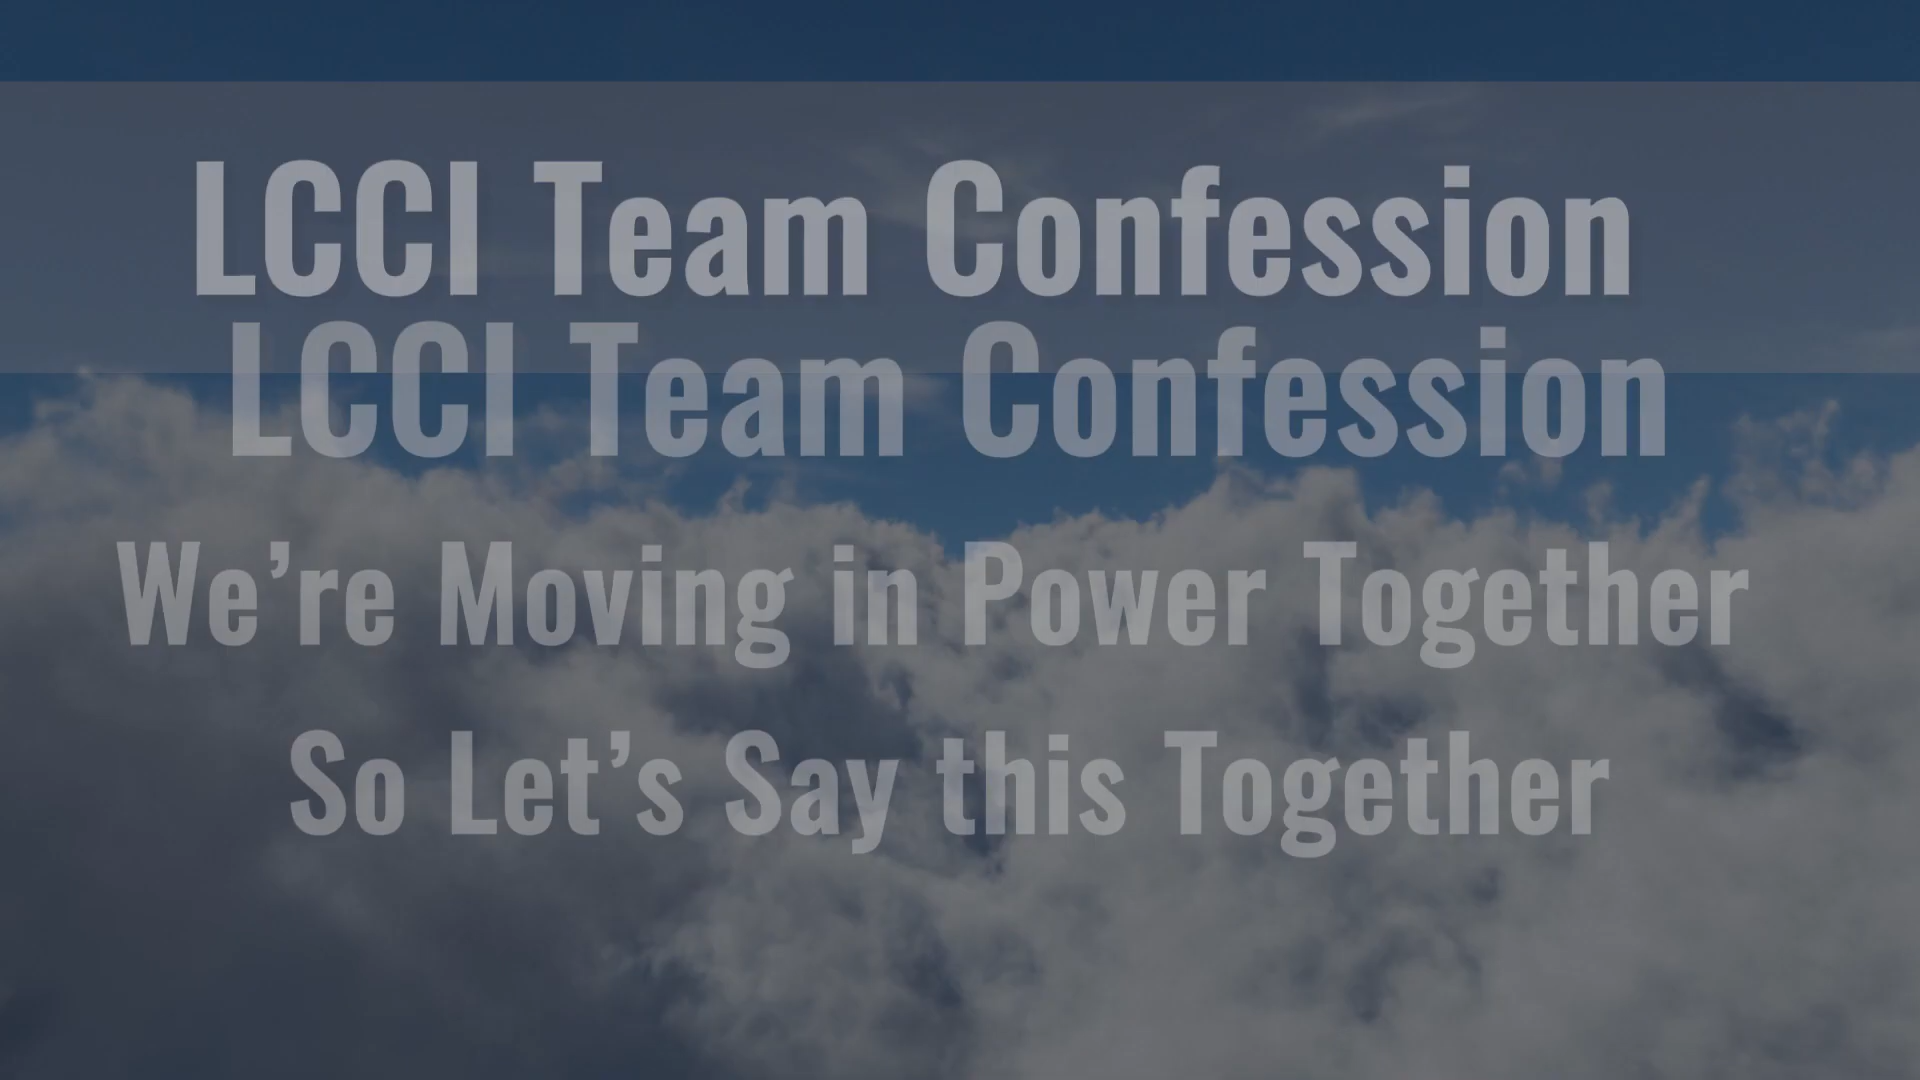 LCCI Team Confession
LCCI Team Confession
We’re Moving in Power Together
So Let’s Say this Together